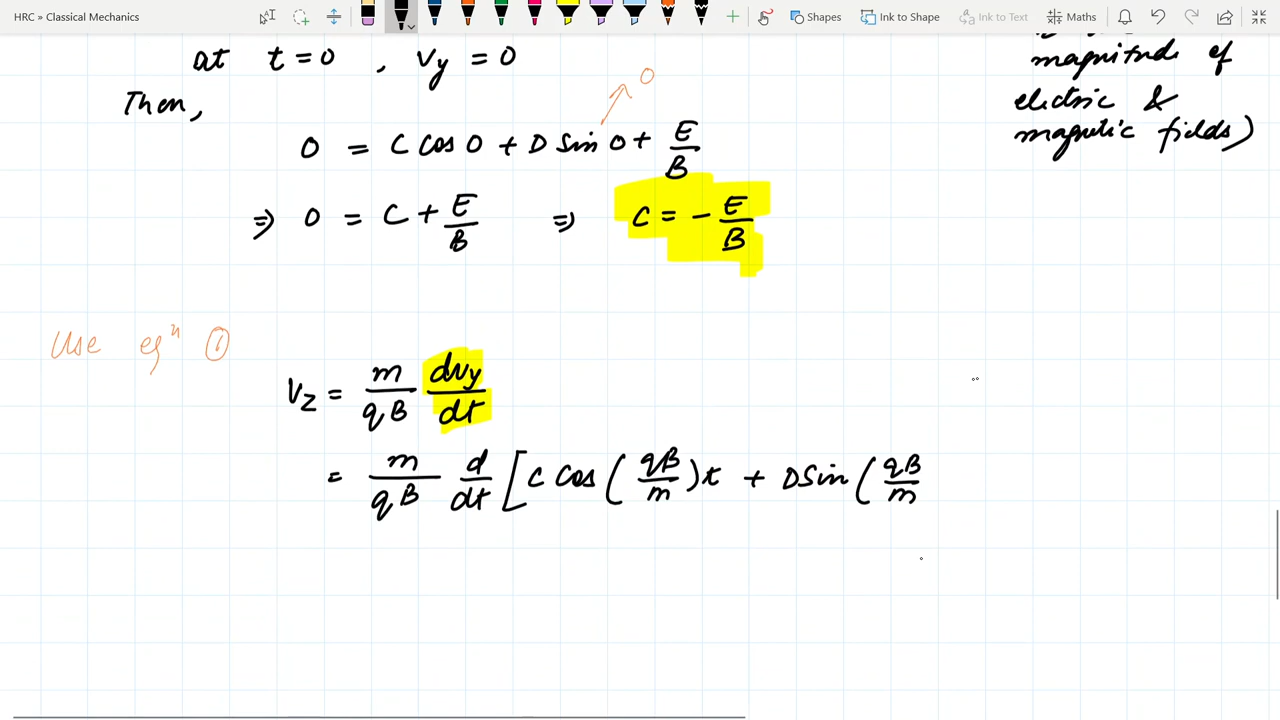 HRC » Classical Mechanics
Shapes
Ink to Shape
Ink to Text
Maths
at t=0 , Vy = 0
magnitude of
electric &
magnetic fields)
Then,
0
0 = C Cos 0 + D Sin 0 + E/B
⇒ 0 = C + E/B ⇒ C = - E/B
Use eqⁿ ①
Vz = m/qB dvy/dt
= m/qB d/dt [C Cos (qB/m)t + D Sin (qB/m